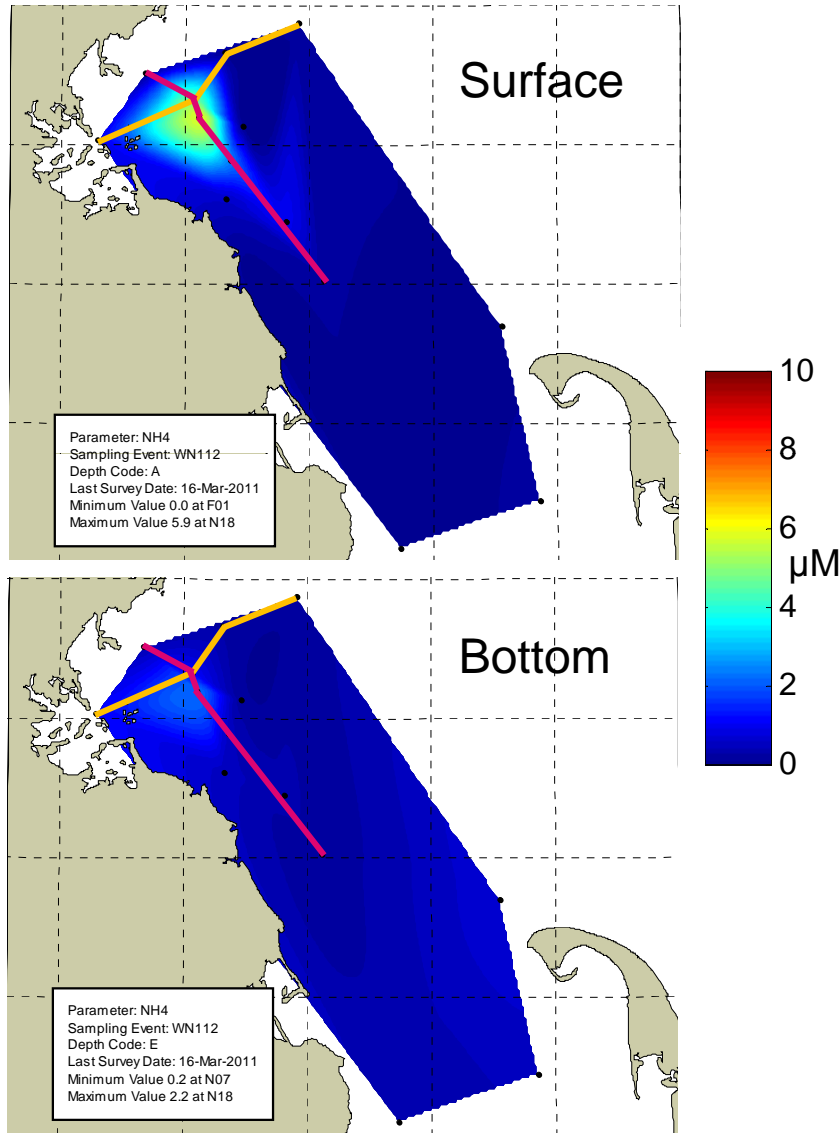 Surface
Parameter: NH4
Sampling Event: WN112
Depth Code: A
Last Survey Date: 16-Mar-2011
Minimum Value 0.0 at F01
Maximum Value 5.9 at N18
10
8
6
µM
4
2
0
Bottom
Parameter: NH4
Sampling Event: WN112
Depth Code: E
Last Survey Date: 16-Mar-2011
Minimum Value 0.2 at N07
Maximum Value 2.2 at N18